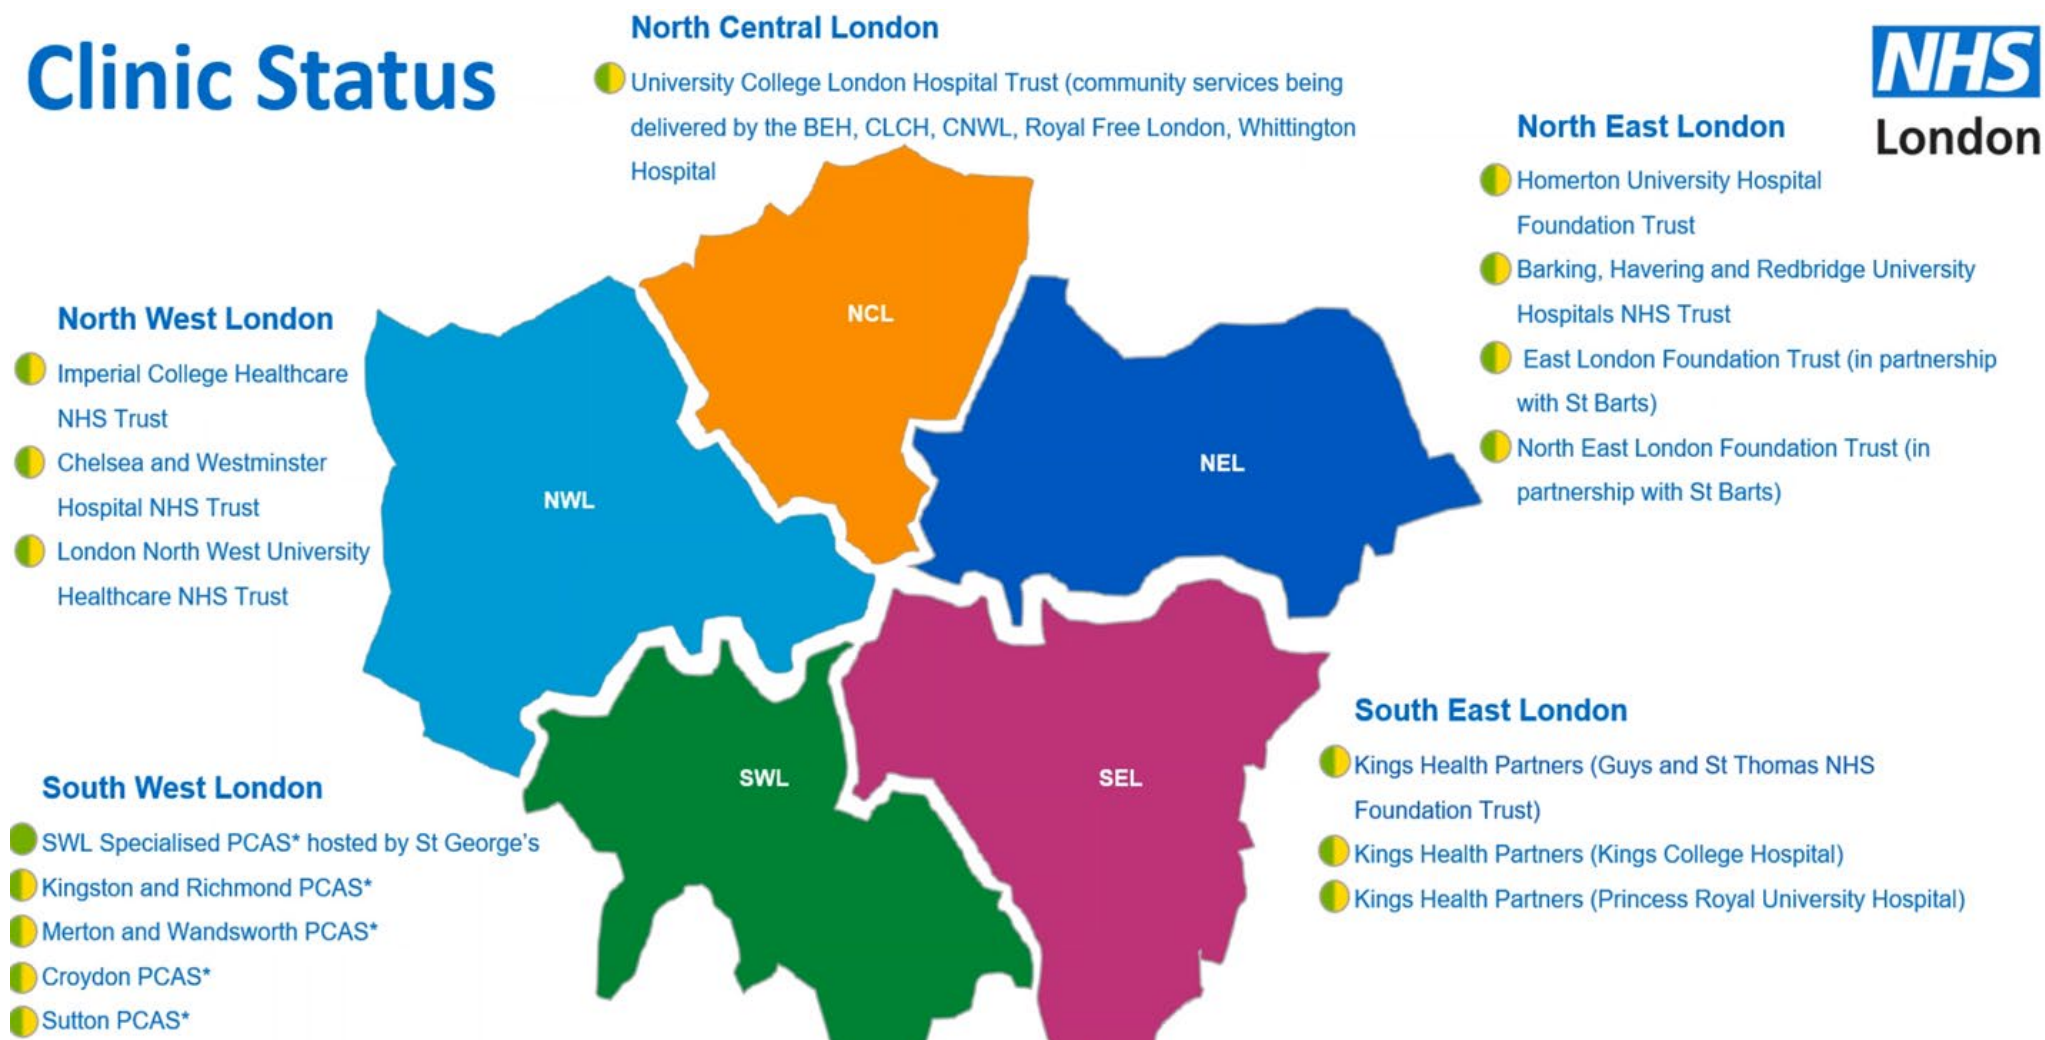 Clinic Status
North Central London
University College London Hospital Trust (community services being
delivered by the BEH, CLCH, CNWL, Royal Free London, Whittington
Hospital
NHS
London
North East London
Homerton University Hospital
Foundation Trust
Barking, Havering and Redbridge University
Hospitals NHS Trust
East London Foundation Trust (in partnership
with St Barts)
North East London Foundation Trust (in
partnership with St Barts)
North West London
Imperial College Healthcare
NHS Trust
Chelsea and Westminster
Hospital NHS Trust
London North West University
Healthcare NHS Trust
NCL
NEL
NWL
SWL
SEL
South East London
Kings Health Partners (Guys and St Thomas NHS
Foundation Trust)
Kings Health Partners (Kings College Hospital)
Kings Health Partners (Princess Royal University Hospital)
South West London
SWL Specialised PCAS* hosted by St George's
Kingston and Richmond PCAS*
Merton and Wandsworth PCAS*
Croydon PCAS*
Sutton PCAS*